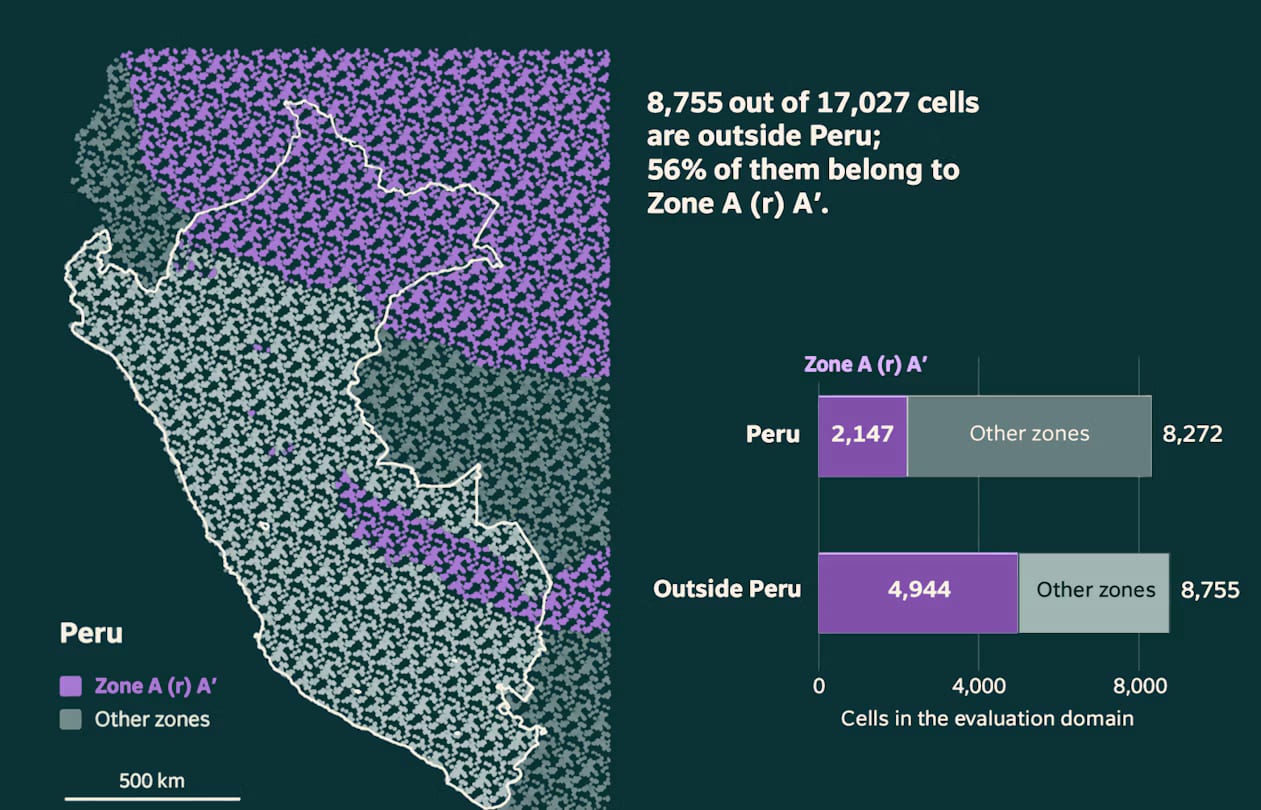 8,755 out of 17,027 cells
are outside Peru;
56% of them belong to
Zone A (r) A′.
Zone A (r) A′
Peru
2,147
Other zones
8,272
Outside Peru
4,944
Other zones
8,755
0
4,000
8,000
Cells in the evaluation domain
Peru
Zone A (r) A′
Other zones
500 km